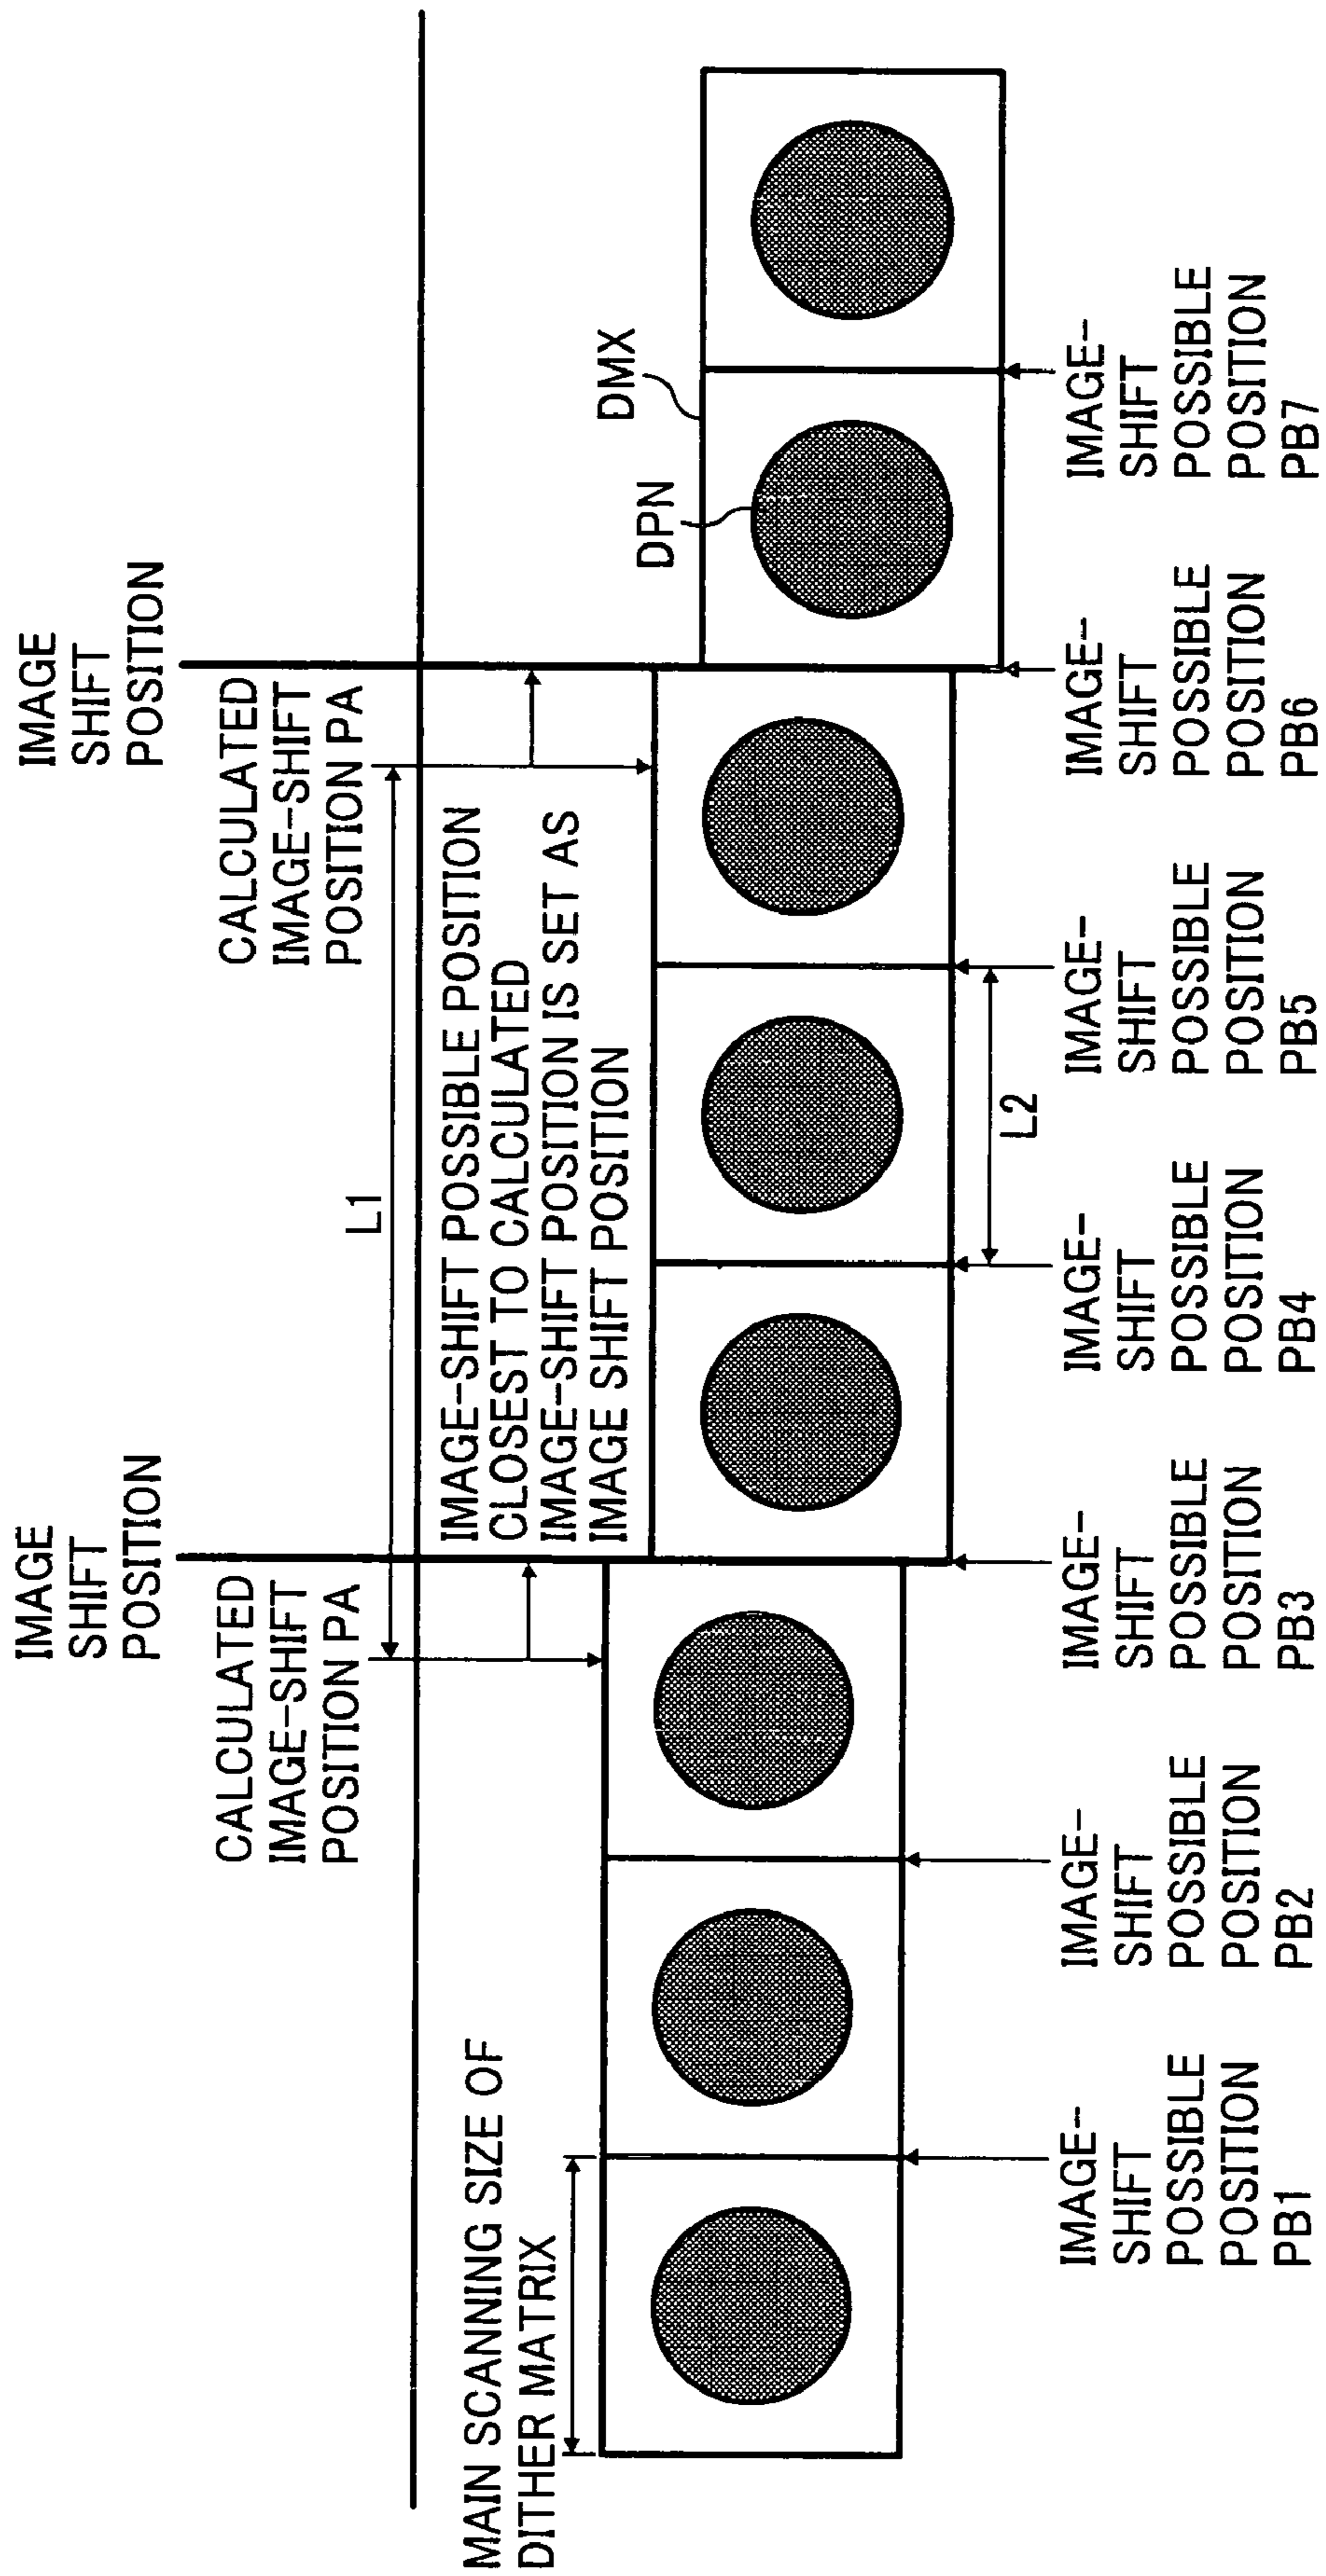 IMAGE
SHIFT
POSITION
IMAGE
SHIFT
POSITION
CALCULATED
IMAGE-SHIFT
POSITION PA
CALCULATED
IMAGE-SHIFT
POSITION PA
L1
IMAGE-SHIFT POSSIBLE POSITION
CLOSEST TO CALCULATED
IMAGE-SHIFT POSITION IS SET AS
IMAGE SHIFT POSITION
MAIN SCANNING SIZE OF
DITHER MATRIX
DPN
DMX
L2
IMAGE-
SHIFT
POSSIBLE
POSITION
PB1
IMAGE-
SHIFT
POSSIBLE
POSITION
PB2
IMAGE-
SHIFT
POSSIBLE
POSITION
PB3
IMAGE-
SHIFT
POSSIBLE
POSITION
PB4
IMAGE-
SHIFT
POSSIBLE
POSITION
PB5
IMAGE-
SHIFT
POSSIBLE
POSITION
PB6
IMAGE-
SHIFT
POSSIBLE
POSITION
PB7